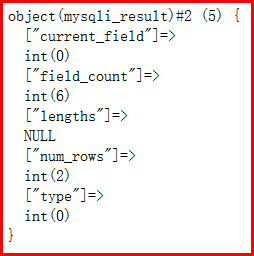 object(mysqli_result)#2 (5) {
  ["current_field"]=>
  int(0)
  ["field_count"]=>
  int(6)
  ["lengths"]=>
  NULL
  ["num_rows"]=>
  int(2)
  ["type"]=>
  int(0)
}